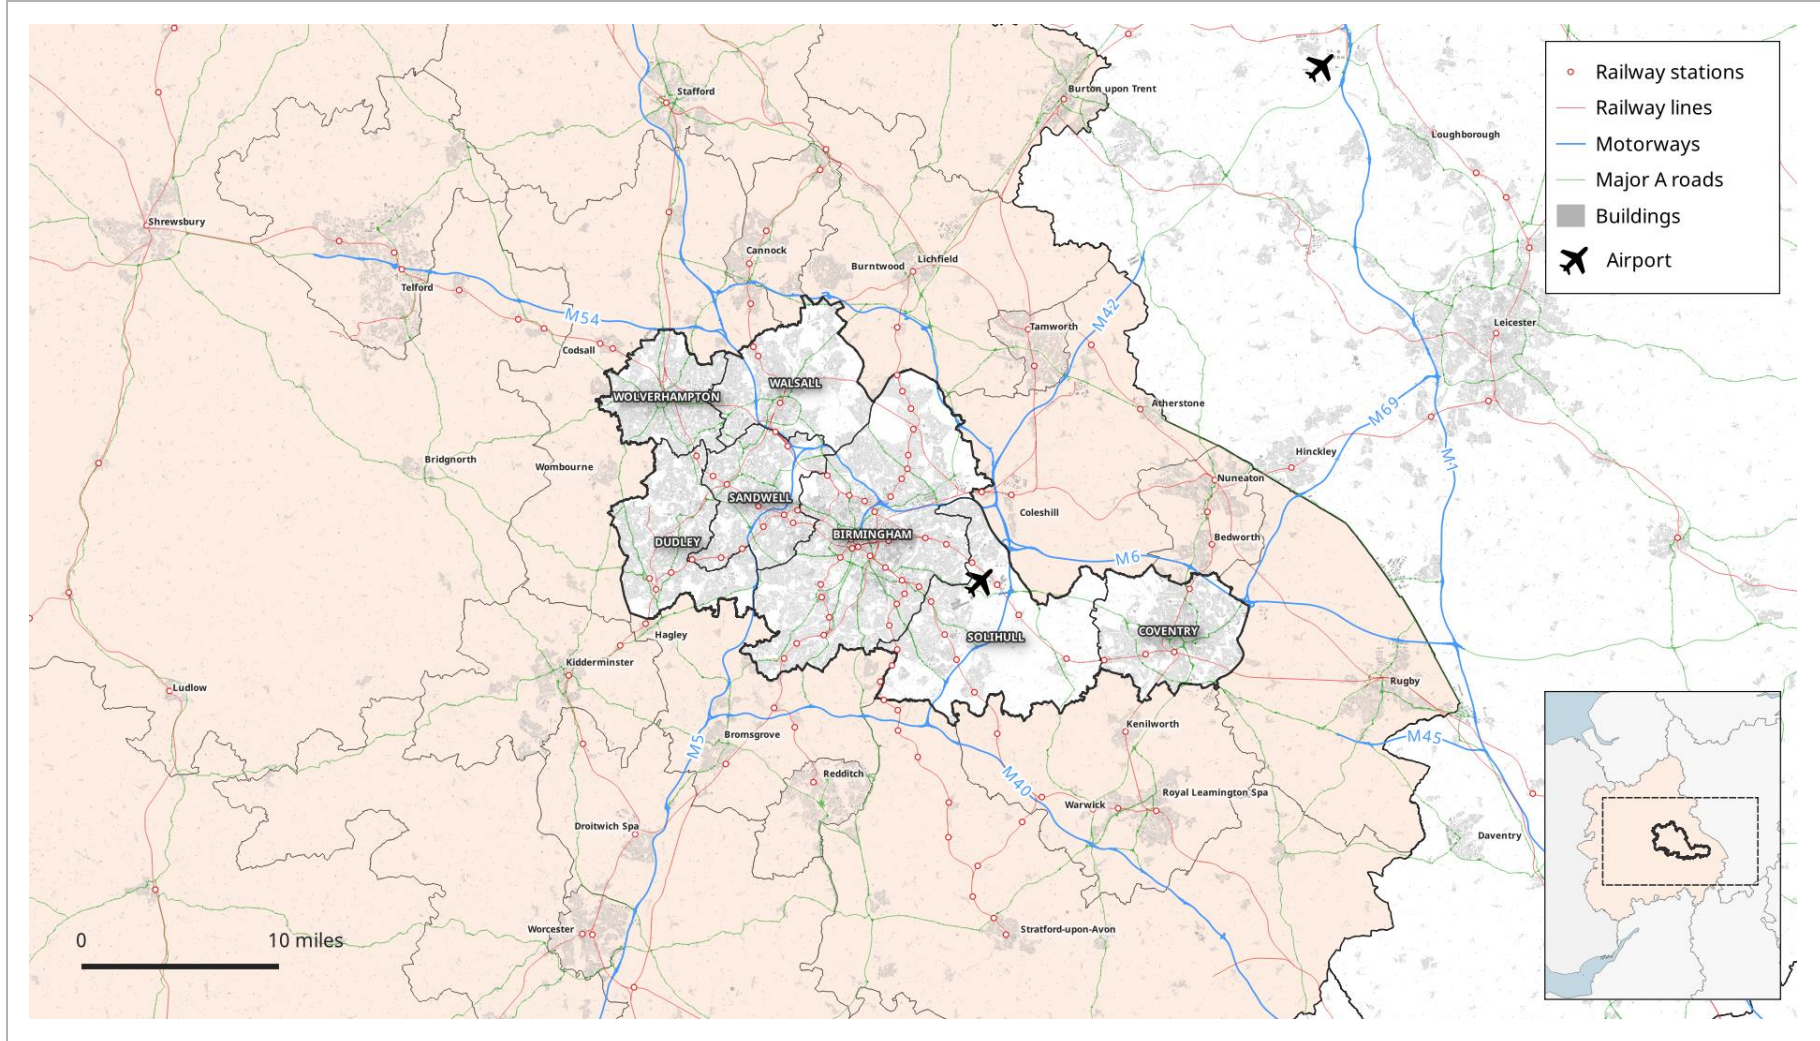 Stafford
Burton upon Trent
Loughborough
Shrewsbury
Cannock
Burntwood
Lichfield
Telford
M54
M42
Tamworth
Leicester
Codsall
WALSALL
WOLVERHAMPTON
Atherstone
M69
Bridgnorth
Wombourne
Hinckley
M1
Nuneaton
SANDWELL
Coleshill
DUDLEY
BIRMINGHAM
Bedworth
M6
Hagley
SOLIHULL
COVENTRY
Kidderminster
Ludlow
Rugby
Kenilworth
Bromsgrove
M5
M45
Redditch
M40
Warwick
Royal Leamington Spa
Droitwich Spa
Daventry
Worcester
Stratford-upon-Avon
0 10 miles
Railway stations
Railway lines
Motorways
Major A roads
Buildings
Airport